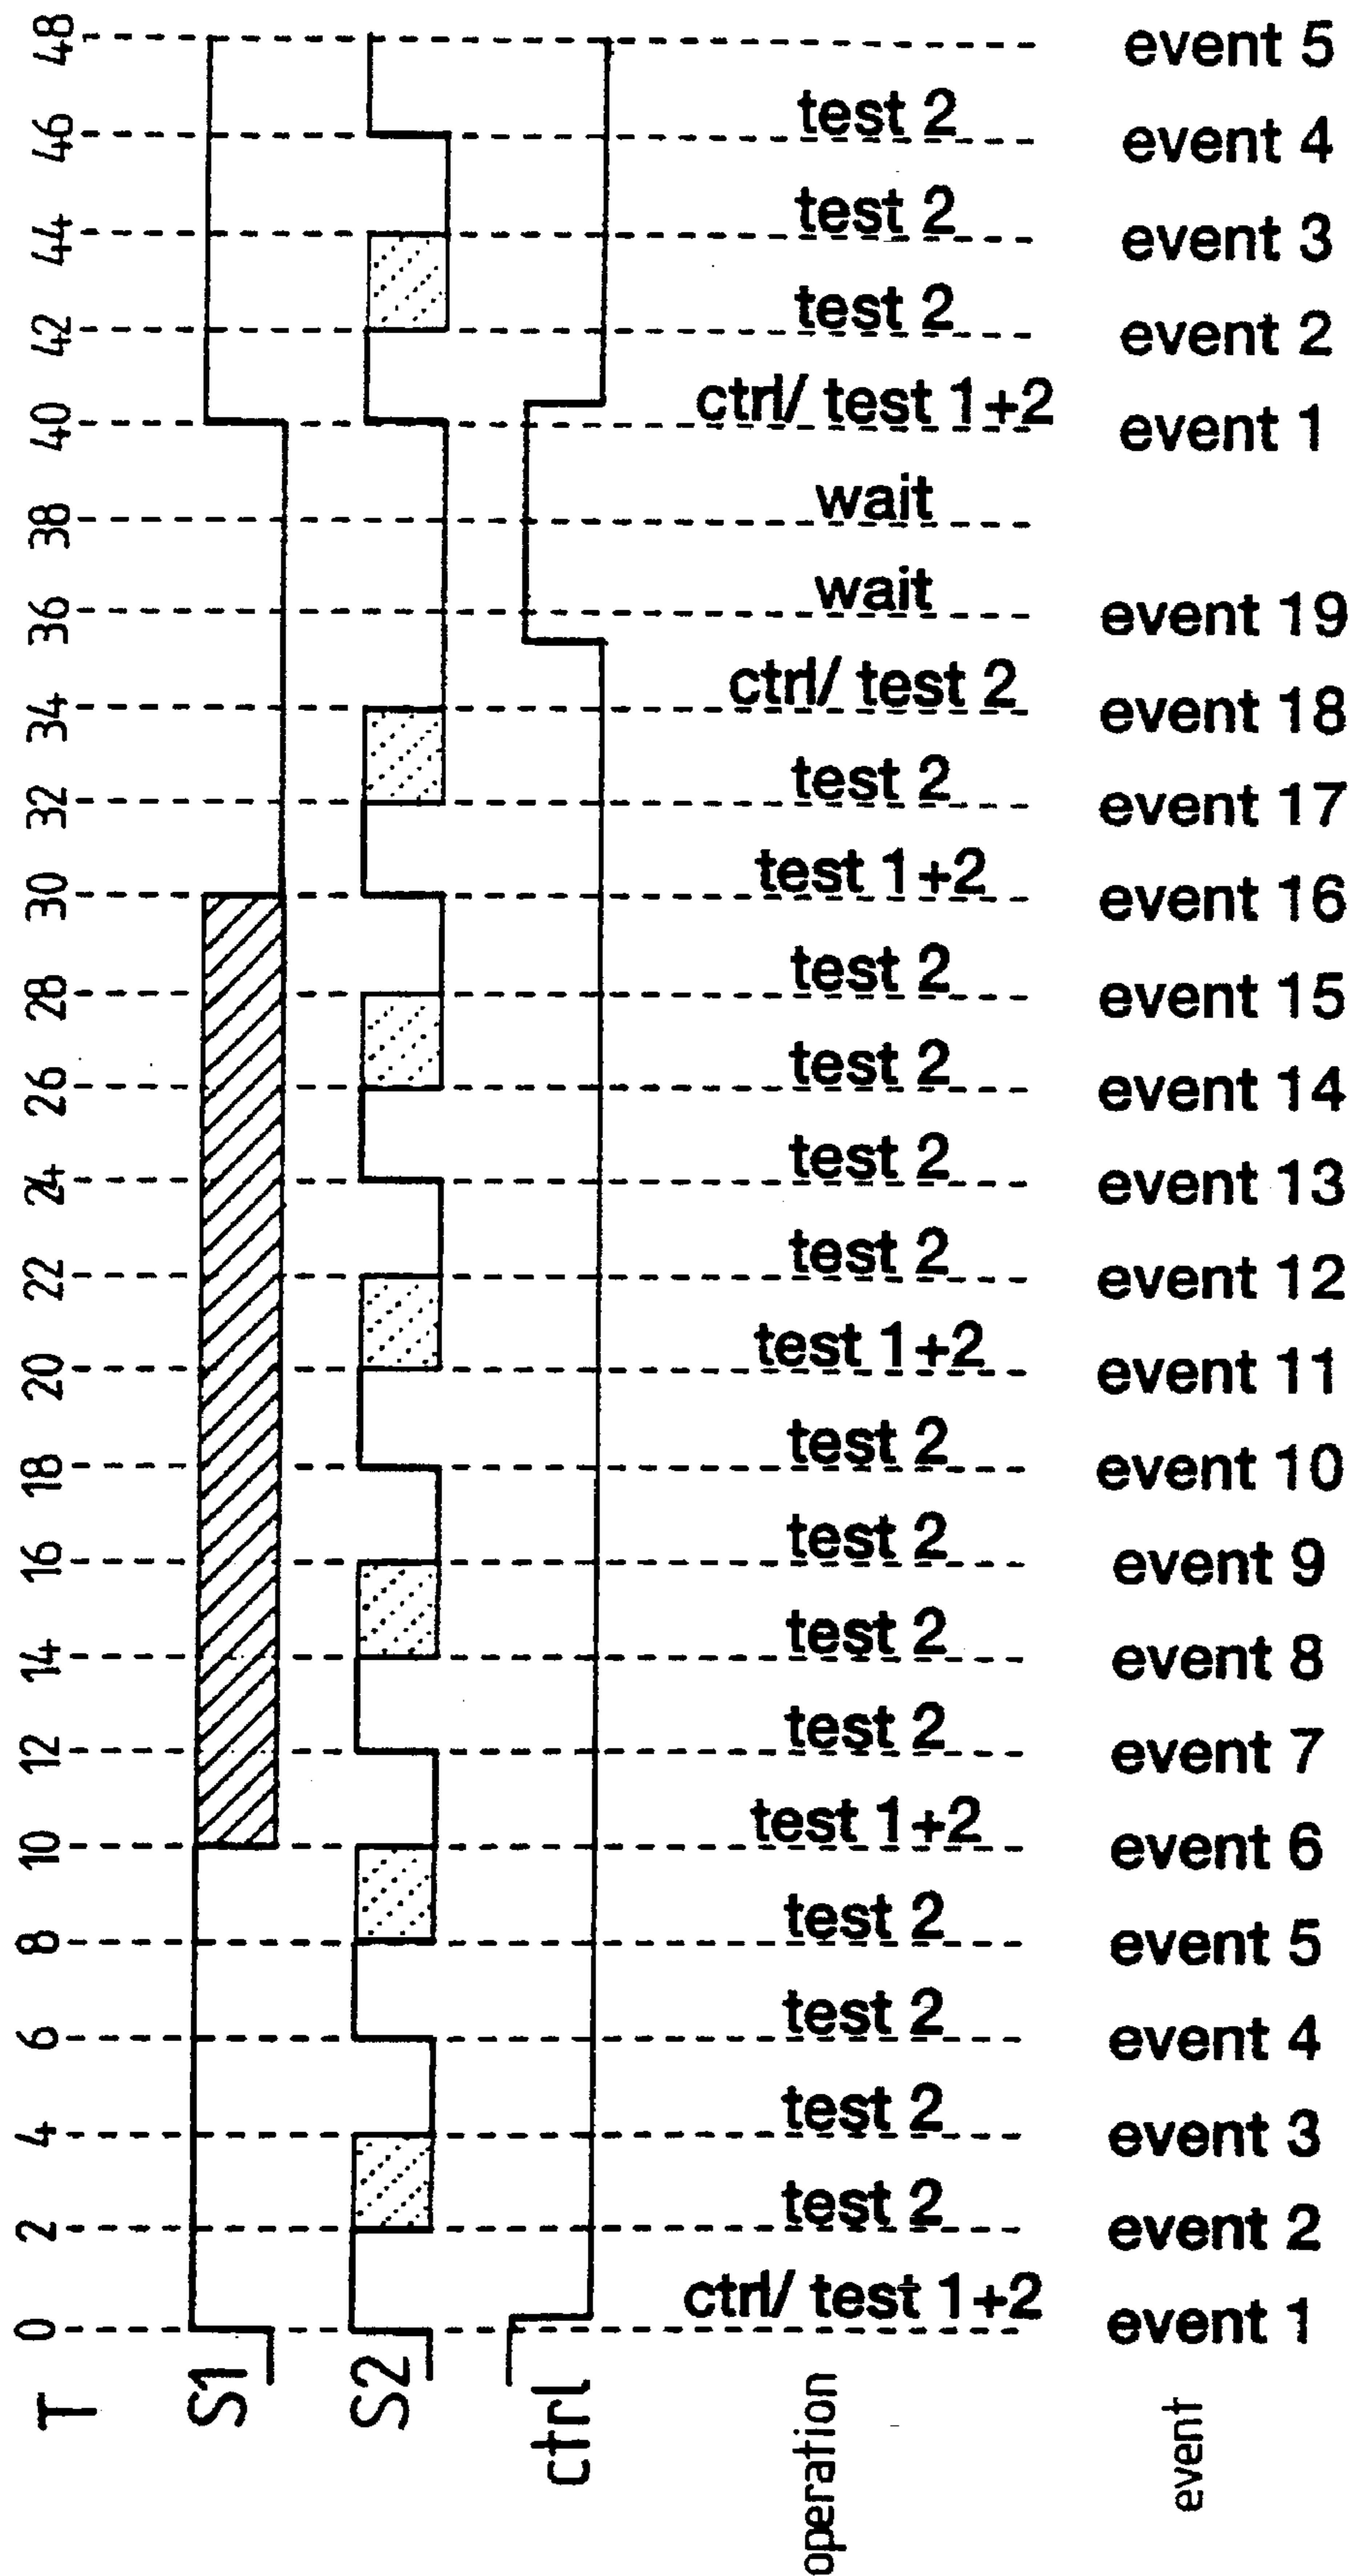 48 event 5
test 2
46 event 4
test 2
44 event 3
test 2
42 event 2
ctrl/ test 1+2
40 event 1
wait
38
wait
36 event 19
ctrl/ test 2
34 event 18
test 2
32 event 17
test 1+2
30 event 16
test 2
28 event 15
test 2
26 event 14
test 2
24 event 13
test 2
22 event 12
test 1+2
20 event 11
test 2
18 event 10
test 2
16 event 9
test 2
14 event 8
test 2
12 event 7
test 1+2
10 event 6
test 2
8 event 5
test 2
6 event 4
test 2
4 event 3
test 2
2 event 2
ctrl/ test 1+2
0 event 1
T S1 S2 ctrl operation event